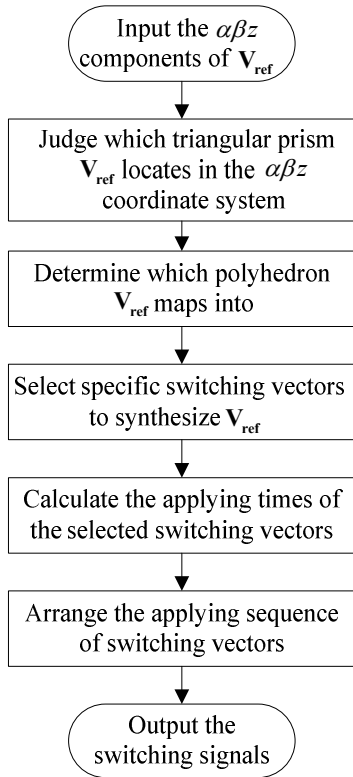 Input the αβz
components of V_ref
Judge which triangular prism
V_ref locates in the αβz
coordinate system
Determine which polyhedron
V_ref maps into
Select specific switching vectors
to synthesize V_ref
Calculate the applying times of
the selected switching vectors
Arrange the applying sequence
of switching vectors
Output the
switching signals